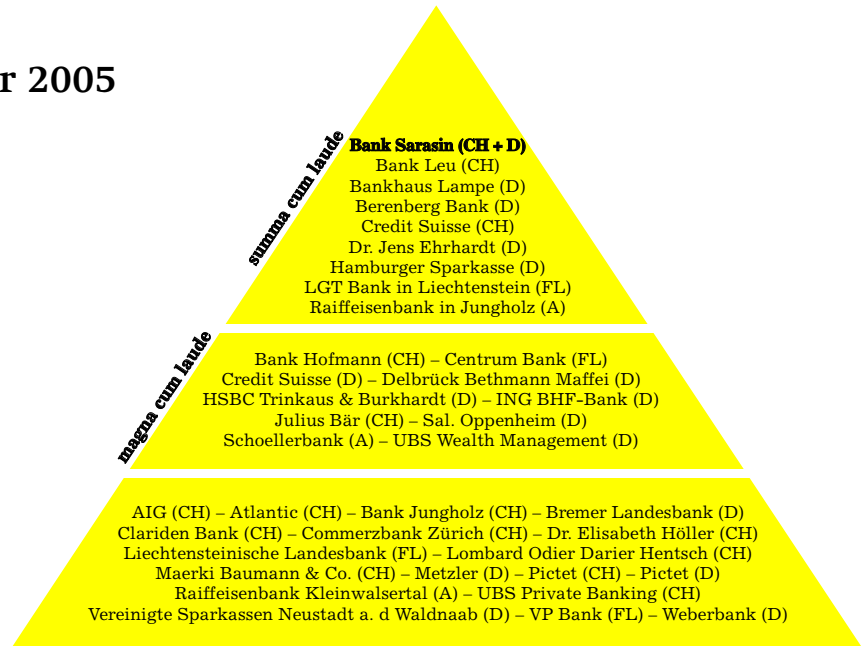 r 2005
summa cum laude
Bank Sarasin (CH + D)
Bank Leu (CH)
Bankhaus Lampe (D)
Berenberg Bank (D)
Credit Suisse (CH)
Dr. Jens Ehrhardt (D)
Hamburger Sparkasse (D)
LGT Bank in Liechtenstein (FL)
Raiffeisenbank in Jungholz (A)
magna cum laude
Bank Hofmann (CH) – Centrum Bank (FL)
Credit Suisse (D) – Delbrück Bethmann Maffei (D)
HSBC Trinkaus & Burkhardt (D) – ING BHF-Bank (D)
Julius Bär (CH) – Sal. Oppenheim (D)
Schoellerbank (A) – UBS Wealth Management (D)
AIG (CH) – Atlantic (CH) – Bank Jungholz (CH) – Bremer Landesbank (D)
Clariden Bank (CH) – Commerzbank Zürich (CH) – Dr. Elisabeth Höller (CH)
Liechtensteinische Landesbank (FL) – Lombard Odier Darier Hentsch (CH)
Maerki Baumann & Co. (CH) – Metzler (D) – Pictet (CH) – Pictet (D)
Raiffeisenbank Kleinwalsertal (A) – UBS Private Banking (CH)
Vereinigte Sparkassen Neustadt a. d Waldnaab (D) – VP Bank (FL) – Weberbank (D)